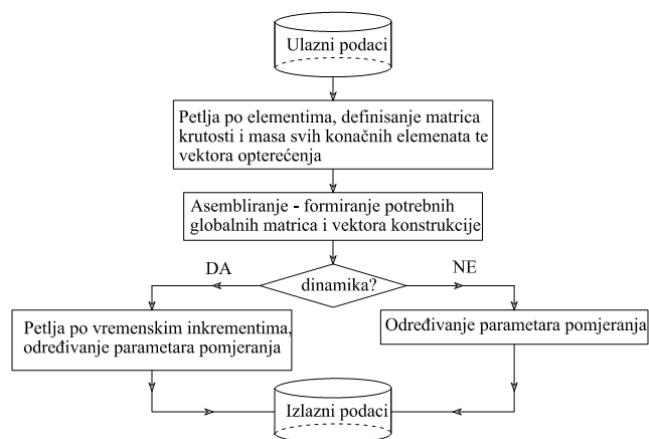 Ulazni podaci
Petlja po elementima, definisanje matrica
krutosti i masa svih konačnih elemenata te
vektora opterećenja
Asembliranje - formiranje potrebnih
globalnih matrica i vektora konstrukcije
DA
dinamika?
NE
Petlja po vremenskim inkrementima,
određivanje parametara pomjeranja
Određivanje parametara pomjeranja
Izlazni podaci